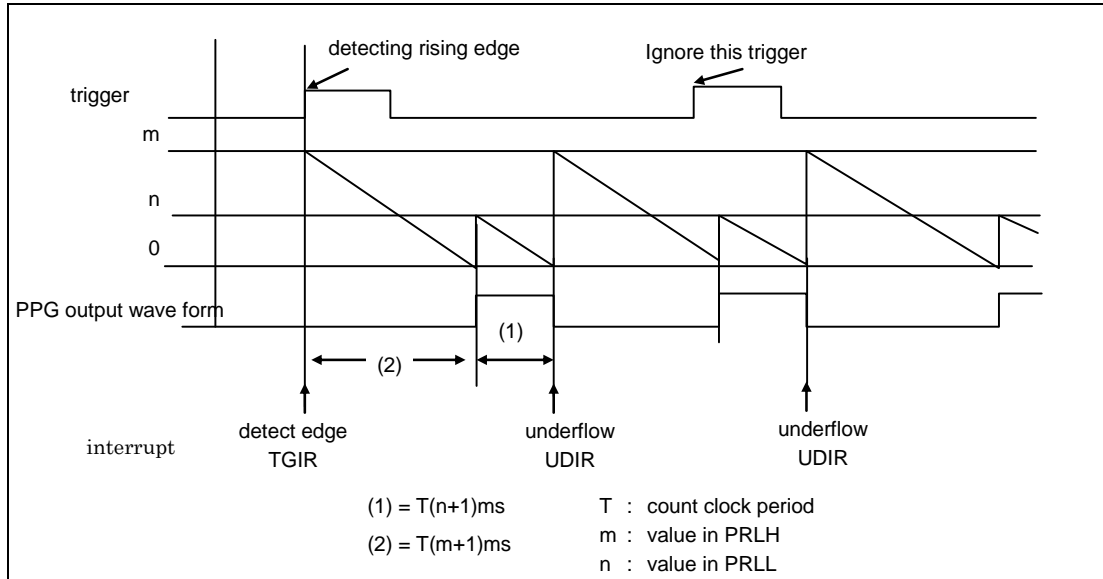 detecting rising edge
Ignore this trigger
trigger
m
n
0
PPG output wave form
(1)
(2)
interrupt
detect edge
TGIR
underflow
UDIR
underflow
UDIR
(1) = T(n+1)ms
(2) = T(m+1)ms
T : count clock period
m : value in PRLH
n : value in PRLL